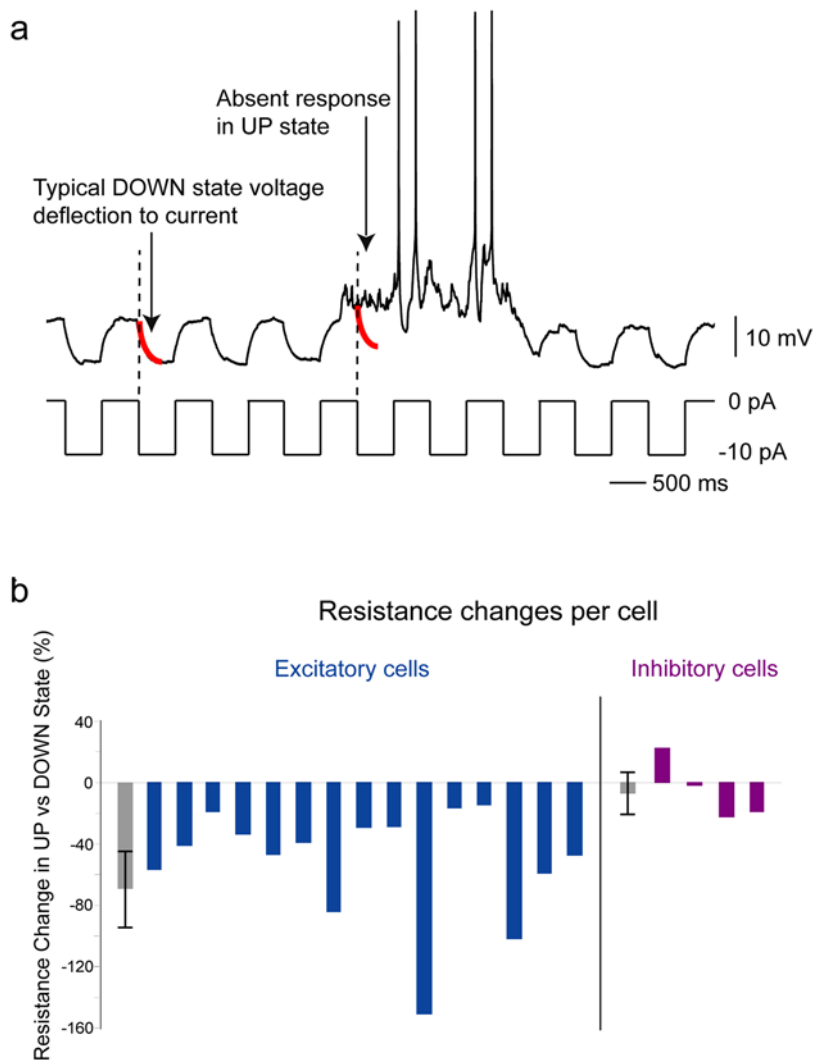 a
Absent response
in UP state
Typical DOWN state voltage
deflection to current
10 mV
0 pA
-10 pA
500 ms
b
Resistance changes per cell
Excitatory cells
Inhibitory cells
Resistance Change in UP vs DOWN State (%)
40
0
-40
-80
-120
-160